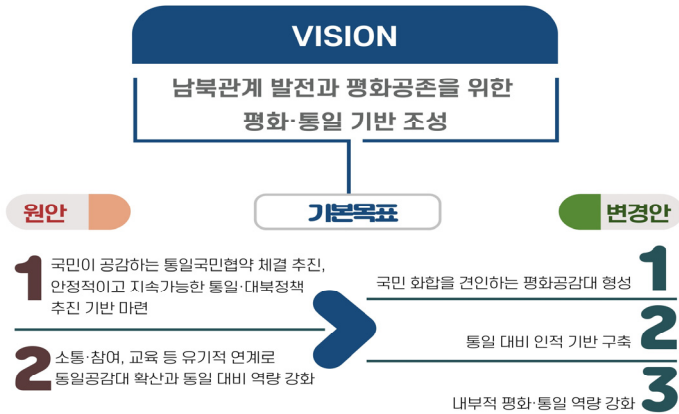 VISION
남북관계 발전과 평화공존을 위한
평화·통일 기반 조성
원안
기본목표
변경안
1
국민이 공감하는 통일국민협약 체결 추진,
안정적이고 지속가능한 통일·대북정책
추진 기반 마련
2
소통·참여, 교육 등 유기적 연계로
통일공감대 확산과 통일 대비 역량 강화
국민 화합을 견인하는 평화공감대 형성 1
통일 대비 인적 기반 구축 2
내부적 평화·통일 역량 강화 3